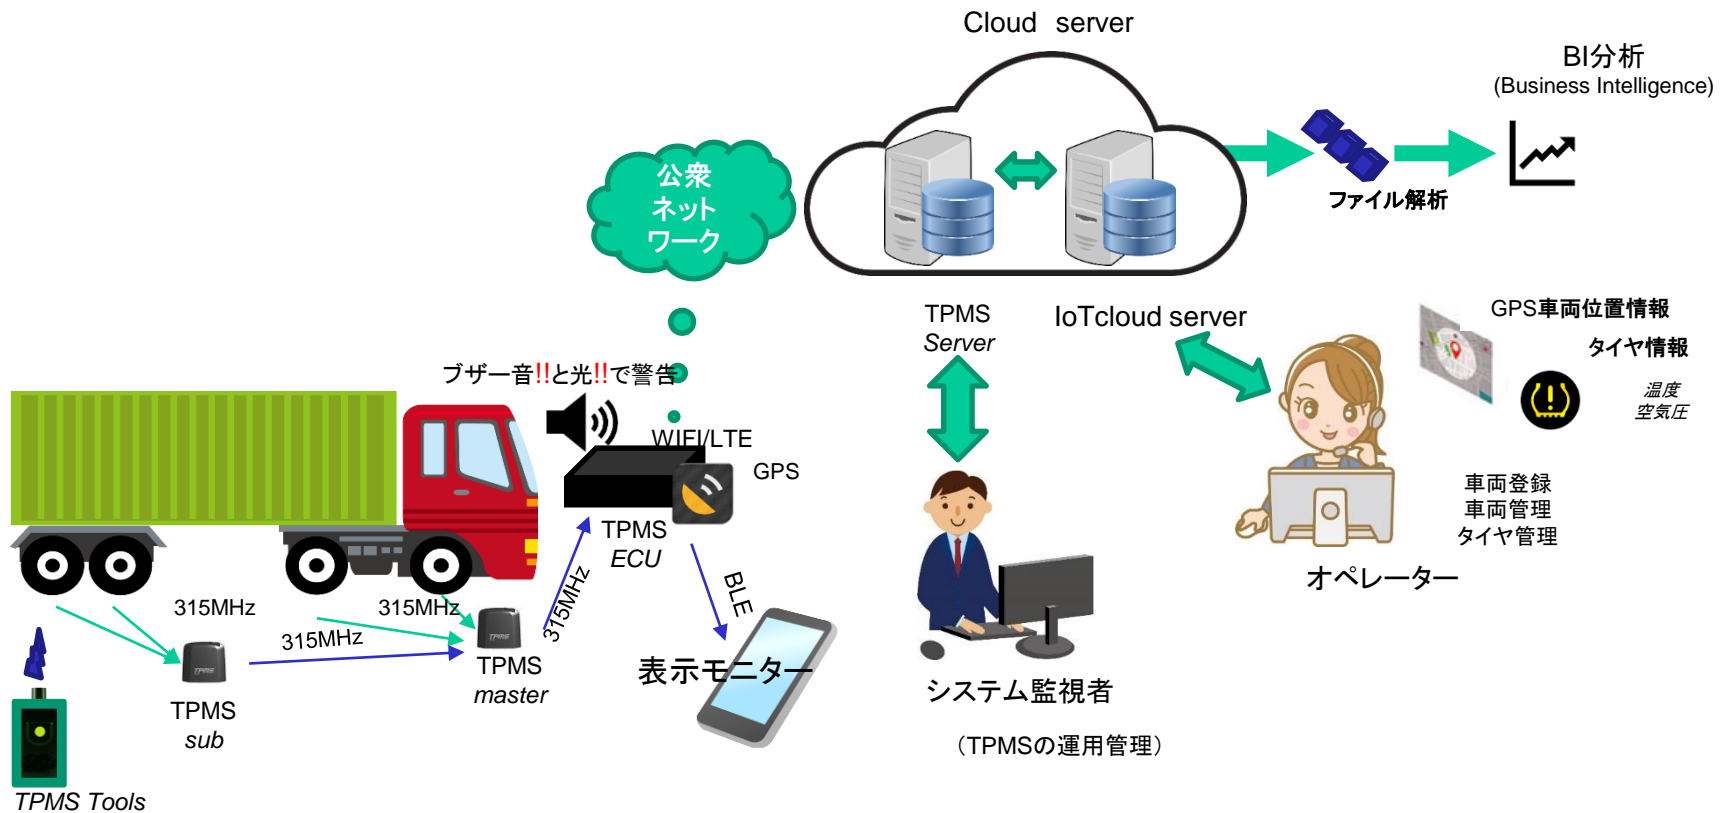 Cloud server
BI分析
(Business Intelligence)
公衆
ネット
ワーク
ファイル解析
TPMS
Server
IoTcloud server
GPS車両位置情報
タイヤ情報
温度
空気圧
ブザー音!!と光!!で警告
WIFI/LTE
GPS
TPMS
ECU
車両登録
車両管理
タイヤ管理
オペレーター
315MHz
315MHz
315MHz
315MHz
BLE
TPMS
TPMS
TPMS
sub
TPMS
master
表示モニター
システム監視者
（TPMSの運用管理）
TPMS Tools